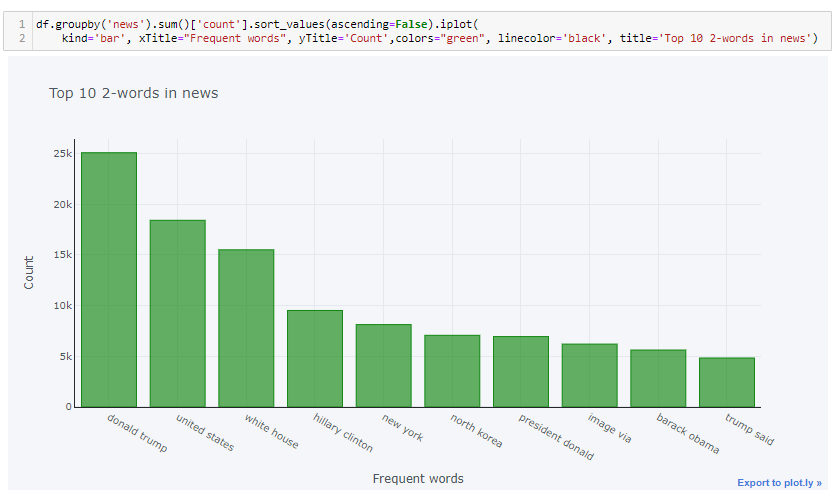 1 df.groupby('news').sum()['count'].sort_values(ascending=False).iplot(
2 kind='bar', xTitle="Frequent words", yTitle='Count',colors="green", linecolor='black', title='Top 10 2-words in news')
Top 10 2-words in news
25k
20k
15k
10k
5k
0
Count
donald trump
united states
white house
hillary clinton
new york
north korea
president donald
image via
barack obama
trump said
Frequent words
Export to plot.ly »